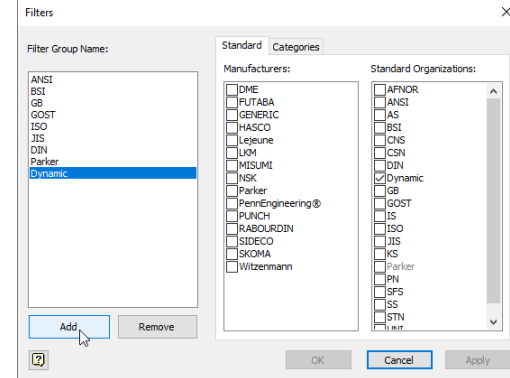 Filters
Filter Group Name:
ANSI
BSI
GB
GOST
ISO
JIS
DIN
Parker
Dynamic
Add
Remove
Standard
Categories
Manufacturers:
DME
FUTABA
GENERIC
HASCO
Lejeune
LKM
MISUMI
NSK
Parker
PennEngineering®
PUNCH
RABOURDIN
SIDECO
SKOMA
Witzenmann
Standard Organizations:
AFNOR
ANSI
AS
BSI
CNS
CSN
DIN
Dynamic
GB
GOST
IS
ISO
JIS
KS
Parker
PN
SFS
SS
STN
UNI
OK
Cancel
Apply